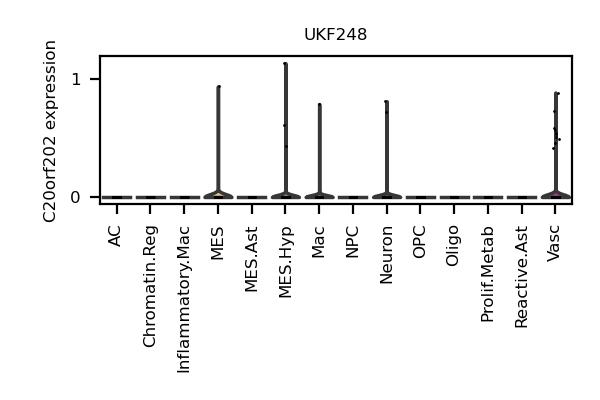 UKF248
C20orf202 expression
1
0
AC
Chromatin.Reg
Inflammatory.Mac
MES
MES.Ast
MES.Hyp
Mac
NPC
Neuron
OPC
Oligo
Prolif.Metab
Reactive.Ast
Vasc